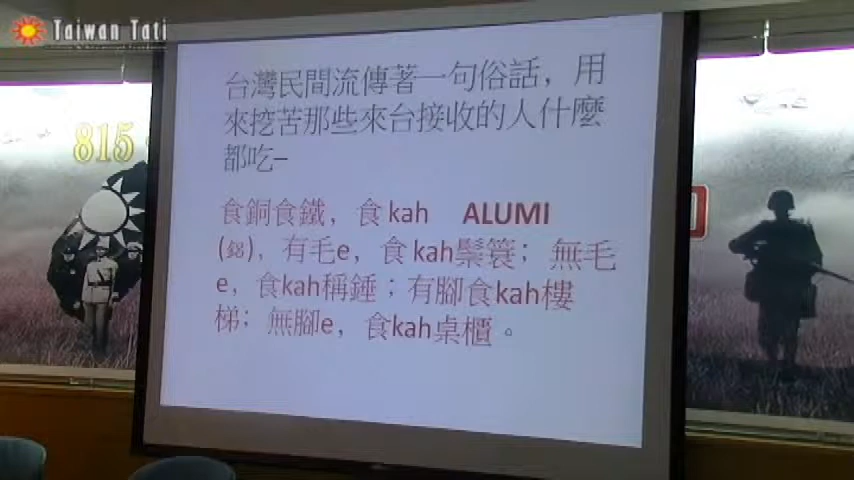 Taiwan Tati
Taiwan Tati
815
台灣民間流傳著一句俗話，用
來挖苦那些來台接收的人什麼
都吃–
食銅食鐵，食kah ALUMI
(鋁)，有毛e，食kah鬃簑；無毛
e，食kah稱錘；有腳食kah樓
梯；無腳e，食kah桌櫃。